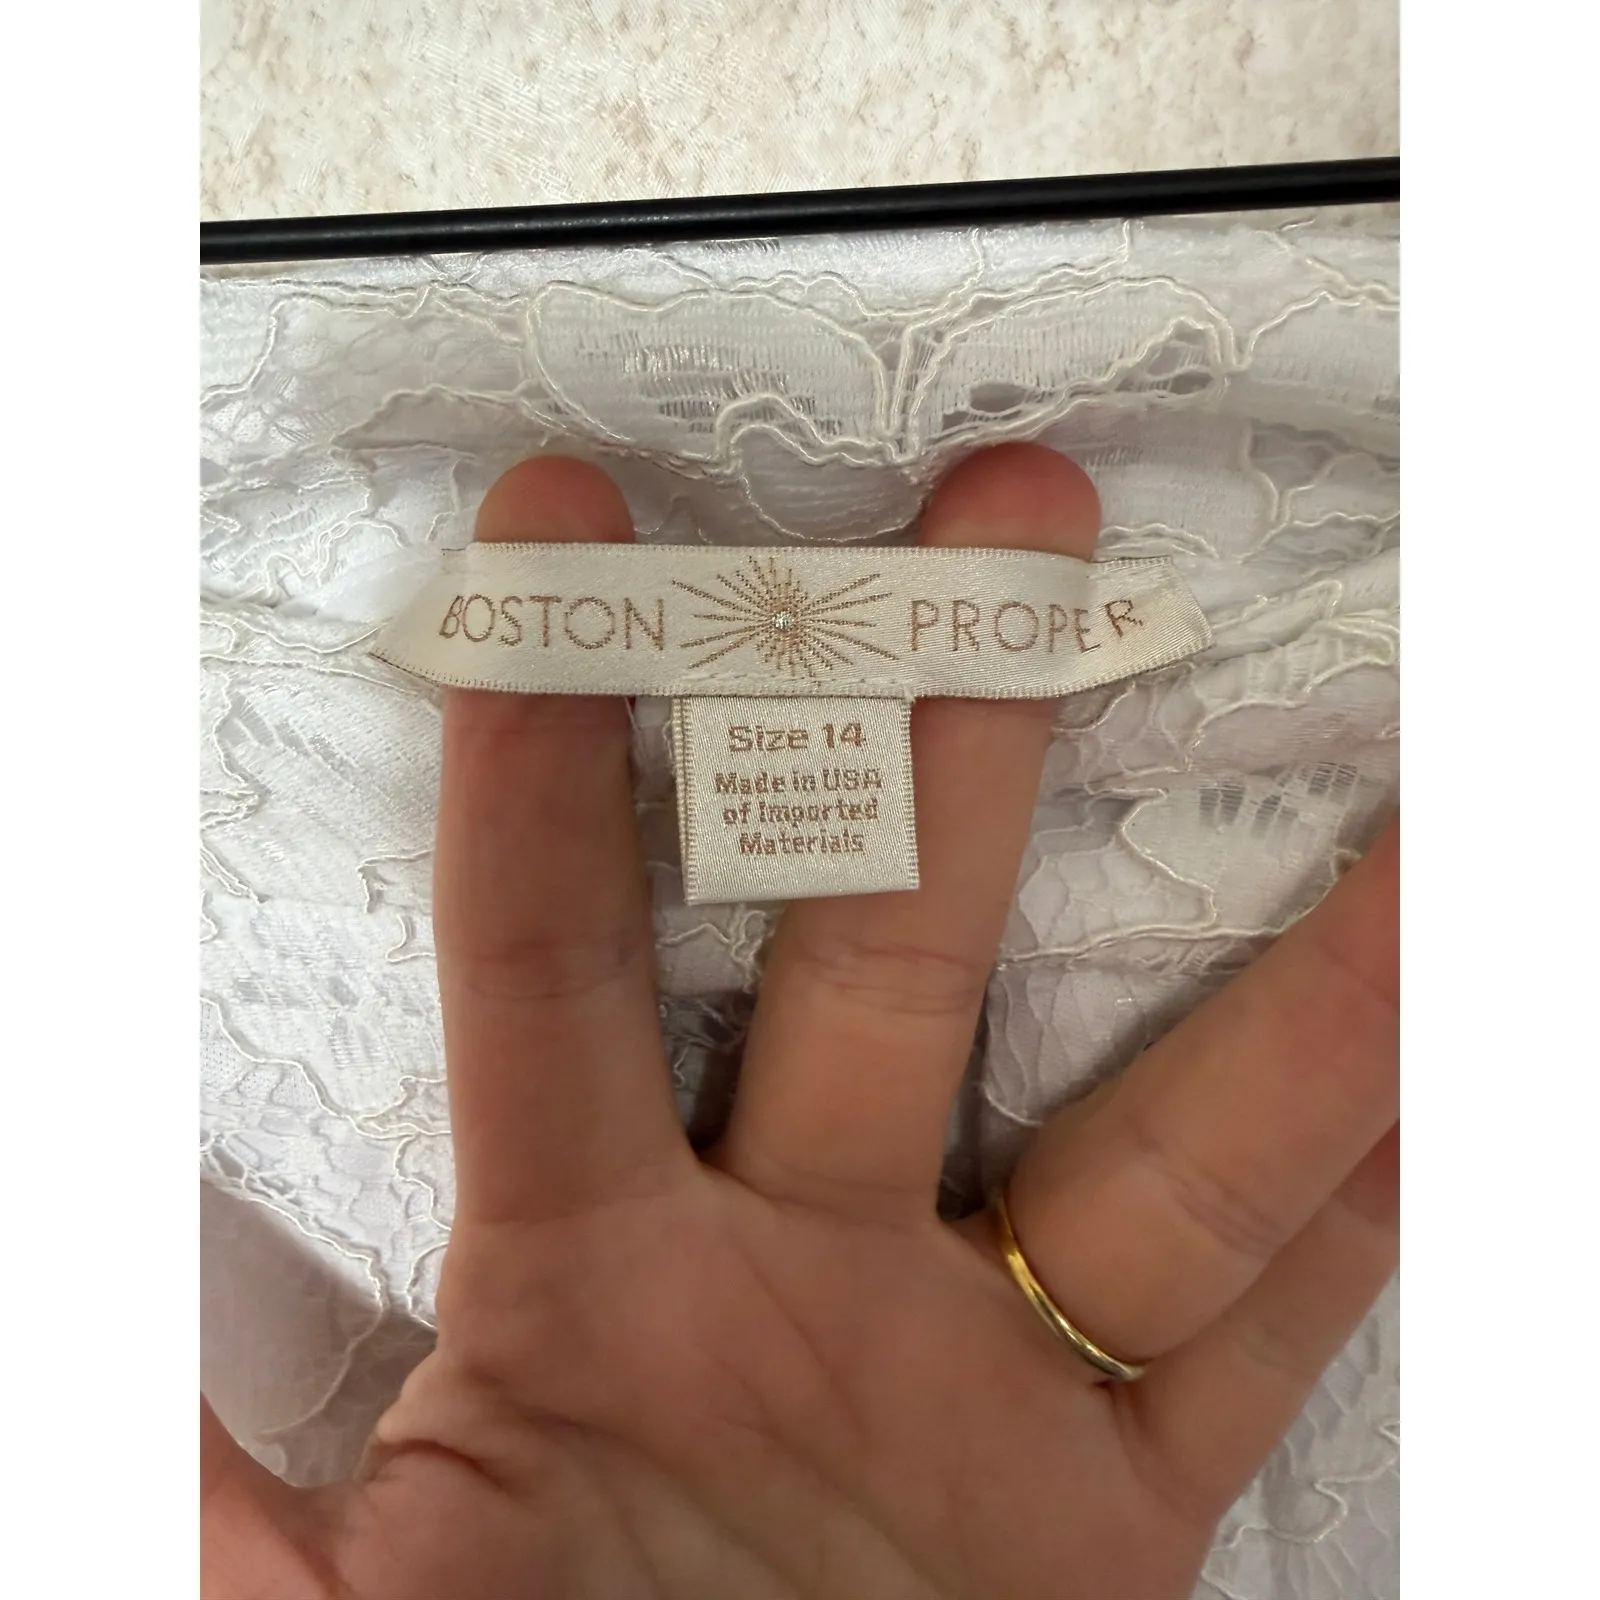 BOSTON PROPER
Size 14
Made in USA
of Imported
Materials